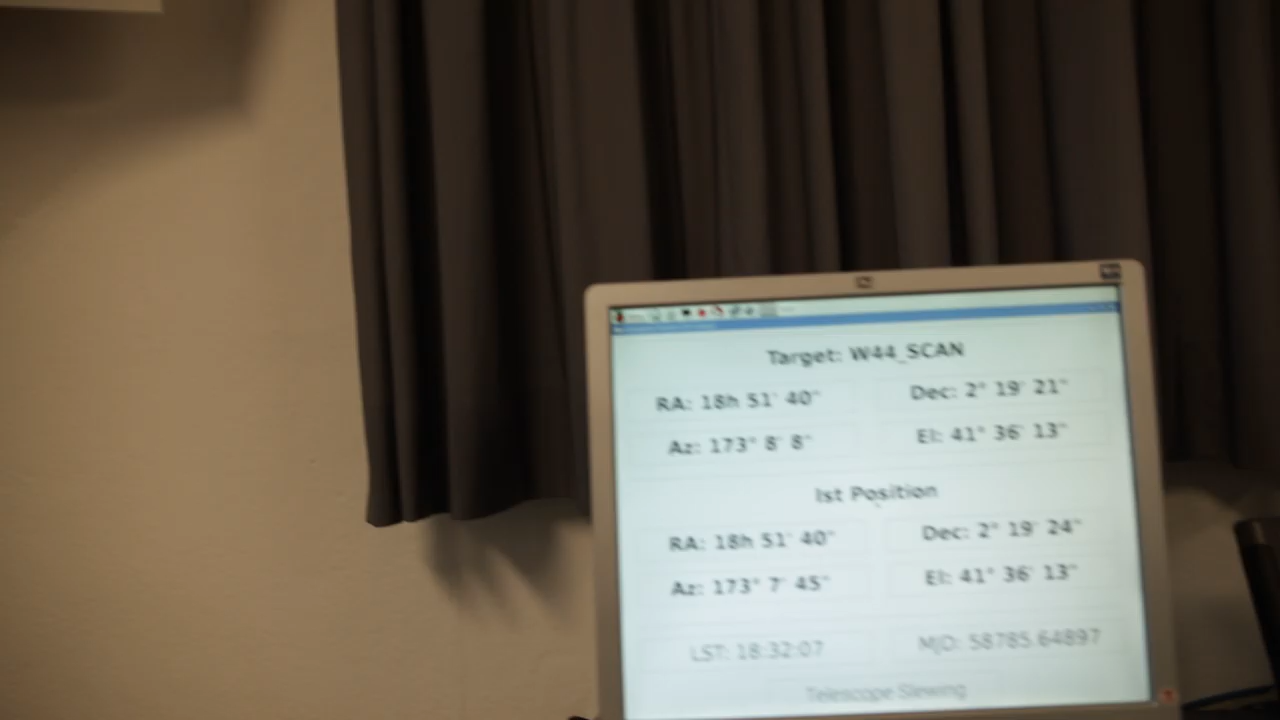 Target: W44_SCAN
RA: 18h 51' 40" Dec: 2° 19' 21"
Az: 173° 8' 8" El: 41° 36' 13"
Ist Position
RA: 18h 51' 40" Dec: 2° 19' 24"
Az: 173° 7' 45" El: 41° 36' 13"
LST: 18:32:07 MJD: 58785.64897
Telescope Slewing